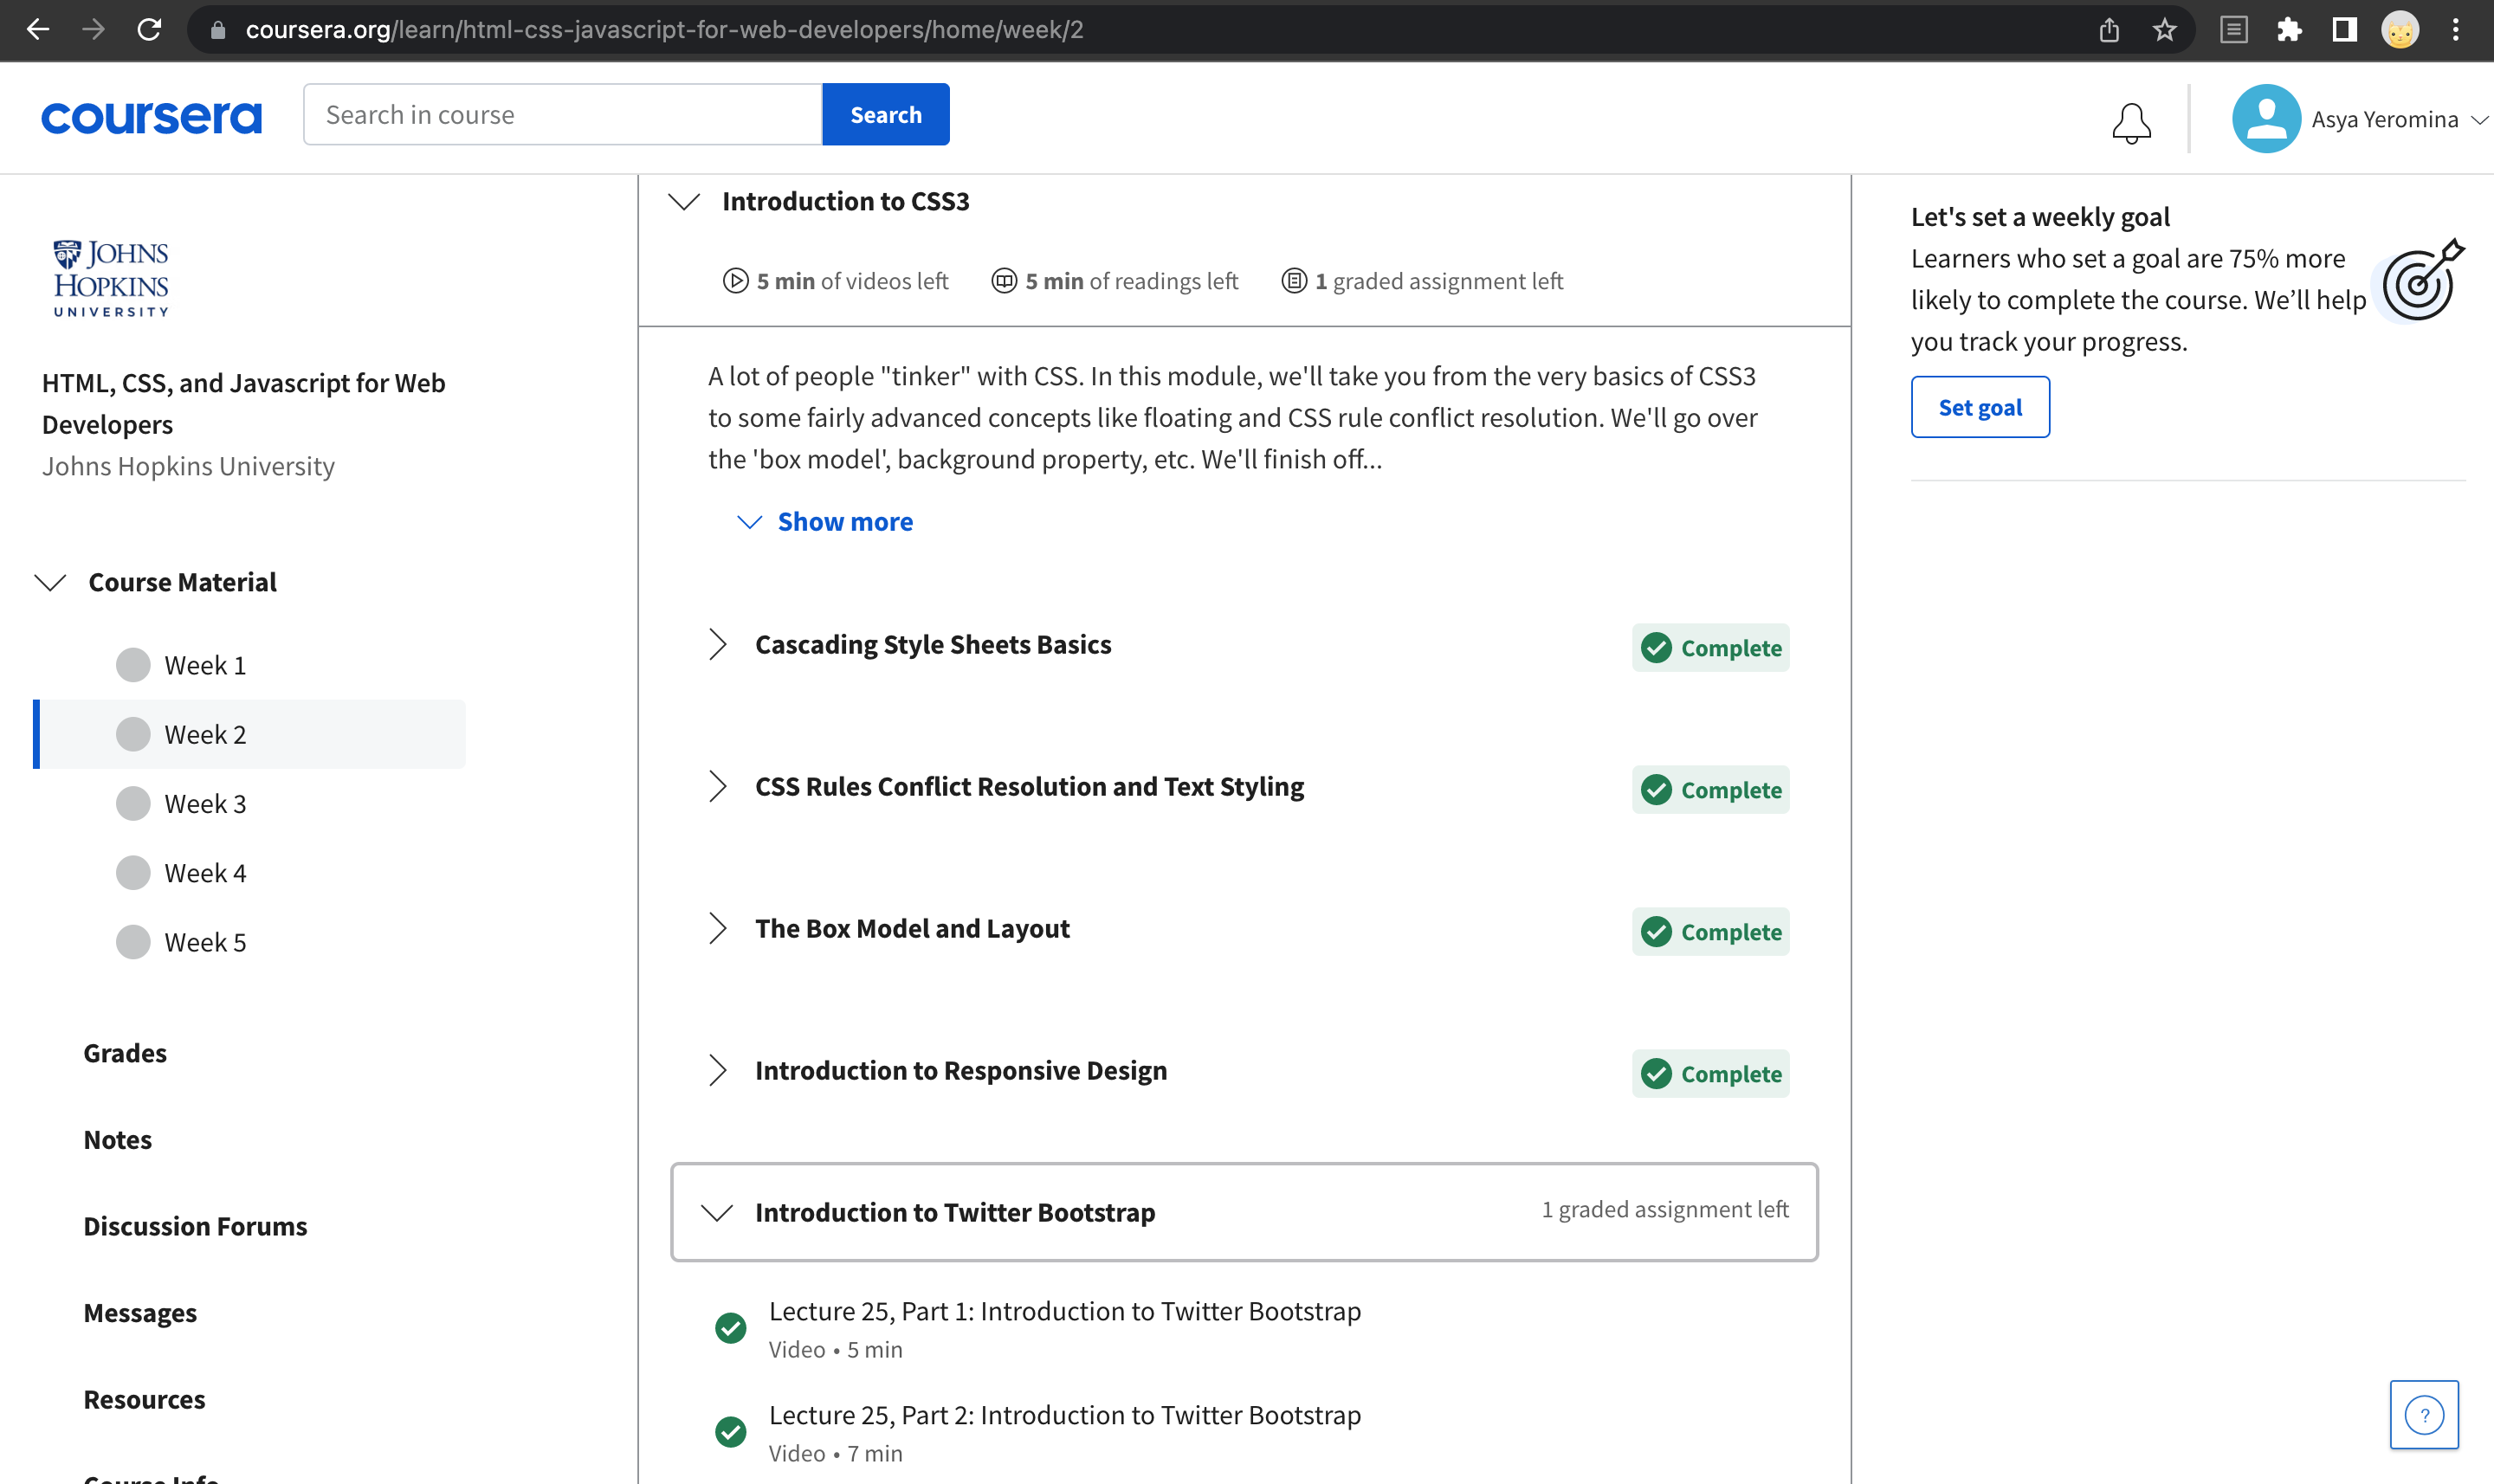 coursera.org/learn/html-css-javascript-for-web-developers/home/week/2
coursera
Search in course
Search
Asya Yeromina
JOHNS
HOPKINS
UNIVERSITY
HTML, CSS, and Javascript for Web
Developers
Johns Hopkins University
Course Material
Week 1
Week 2
Week 3
Week 4
Week 5
Grades
Notes
Discussion Forums
Messages
Resources
Course Info
Introduction to CSS3
5 min of videos left
5 min of readings left
1 graded assignment left
A lot of people "tinker" with CSS. In this module, we'll take you from the very basics of CSS3
to some fairly advanced concepts like floating and CSS rule conflict resolution. We'll go over
the 'box model', background property, etc. We'll finish off...
Show more
Cascading Style Sheets Basics
Complete
CSS Rules Conflict Resolution and Text Styling
Complete
The Box Model and Layout
Complete
Introduction to Responsive Design
Complete
Introduction to Twitter Bootstrap
1 graded assignment left
Lecture 25, Part 1: Introduction to Twitter Bootstrap
Video • 5 min
Lecture 25, Part 2: Introduction to Twitter Bootstrap
Video • 7 min
Let's set a weekly goal
Learners who set a goal are 75% more
likely to complete the course. We’ll help
you track your progress.
Set goal
?